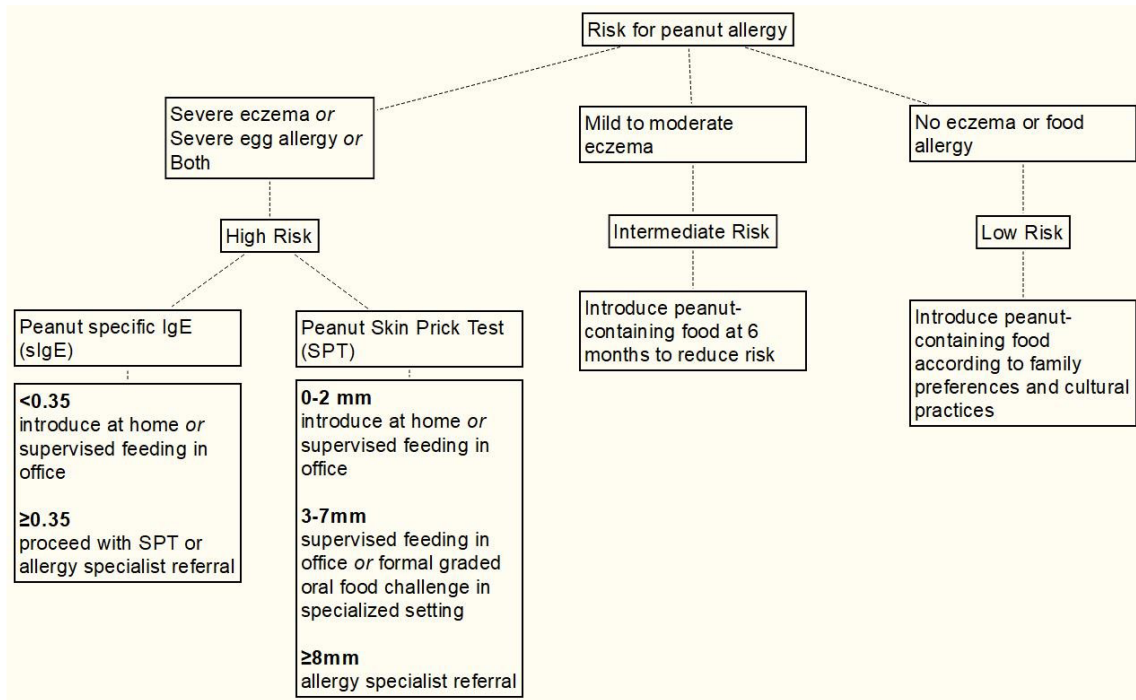 Risk for peanut allergy
Severe eczema or
Severe egg allergy or
Both
Mild to moderate
eczema
No eczema or food
allergy
High Risk
Intermediate Risk
Low Risk
Peanut specific IgE
(sIgE)
Peanut Skin Prick Test
(SPT)
Introduce peanut-
containing food at 6
months to reduce risk
Introduce peanut-
containing food
according to family
preferences and cultural
practices
<0.35
introduce at home or
supervised feeding in
office
≥0.35
proceed with SPT or
allergy specialist referral
0-2 mm
introduce at home or
supervised feeding in
office
3-7mm
supervised feeding in
office or formal graded
oral food challenge in
specialized setting
≥8mm
allergy specialist referral